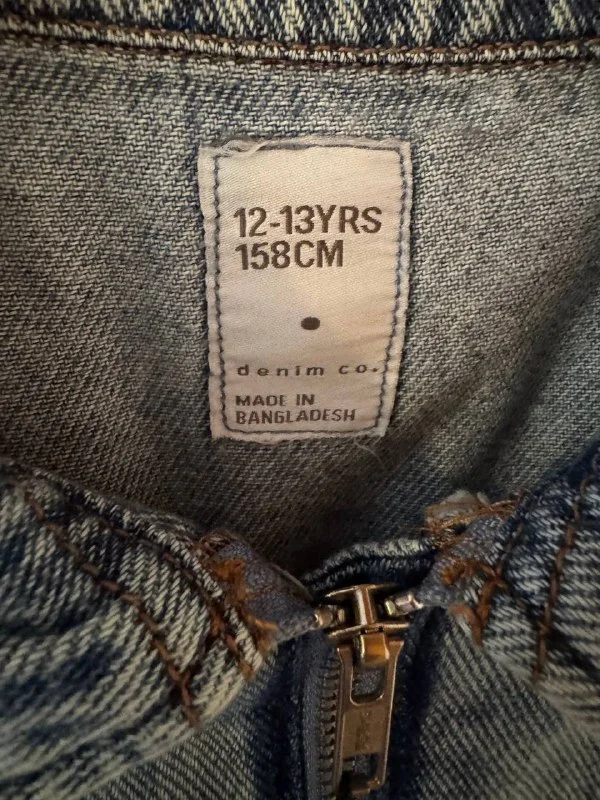 12-13YRS
158CM
denim co.
MADE IN
BANGLADESH